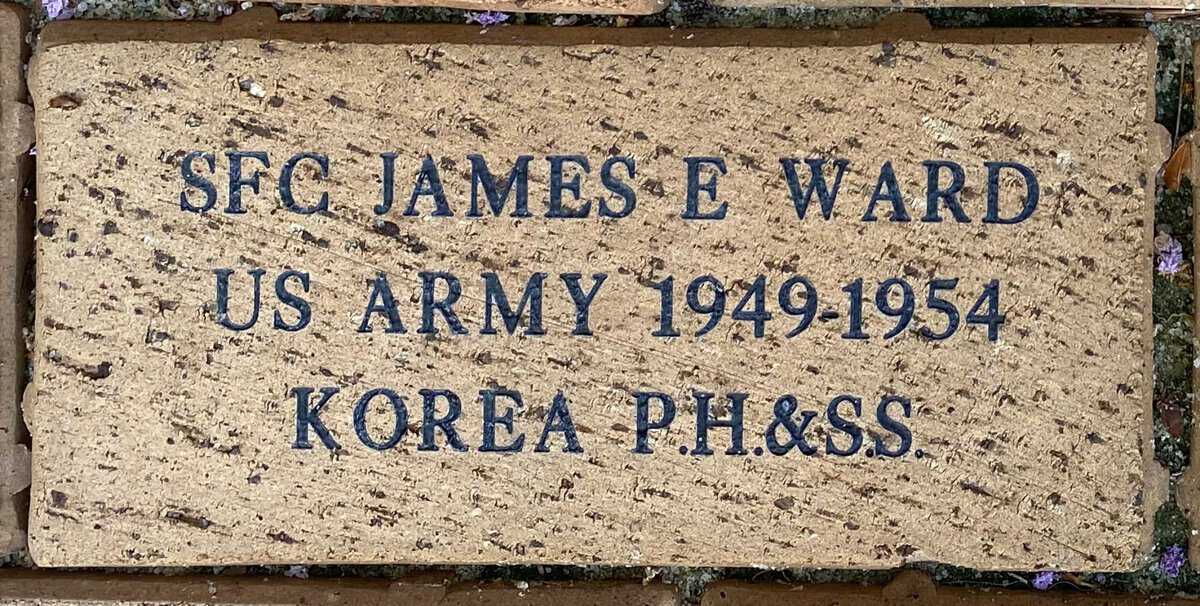 SFC JAMES E WARD
US ARMY 1949-1954
KOREA P.H.&S.S.